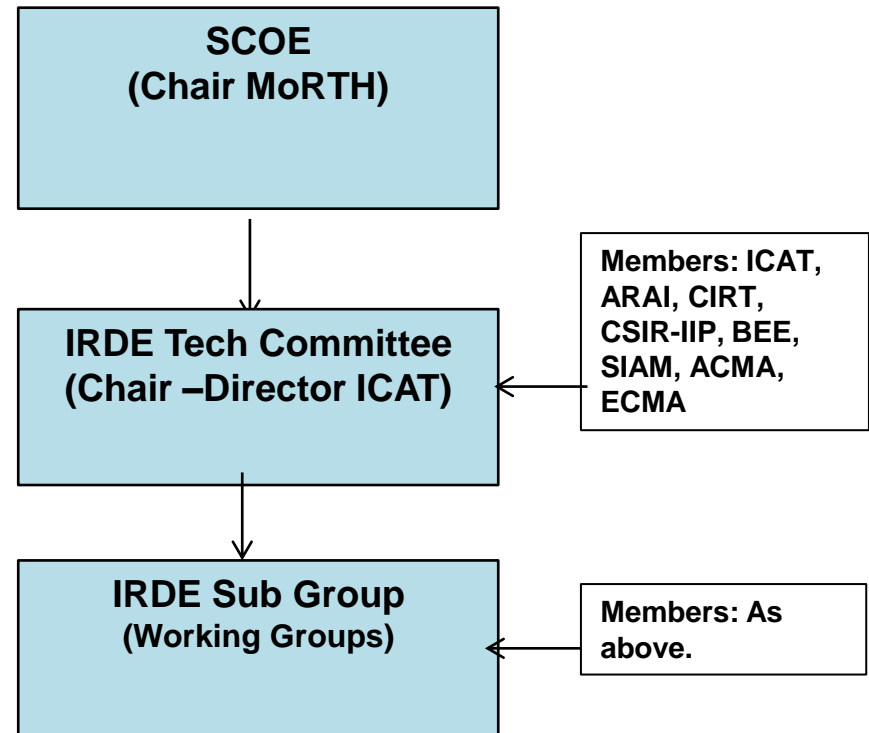 SCOE
(Chair MoRTH)
IRDE Tech Committee
(Chair –Director ICAT)
Members: ICAT,
ARAI, CIRT,
CSIR-IIP, BEE,
SIAM, ACMA,
ECMA
IRDE Sub Group
(Working Groups)
Members: As
above.